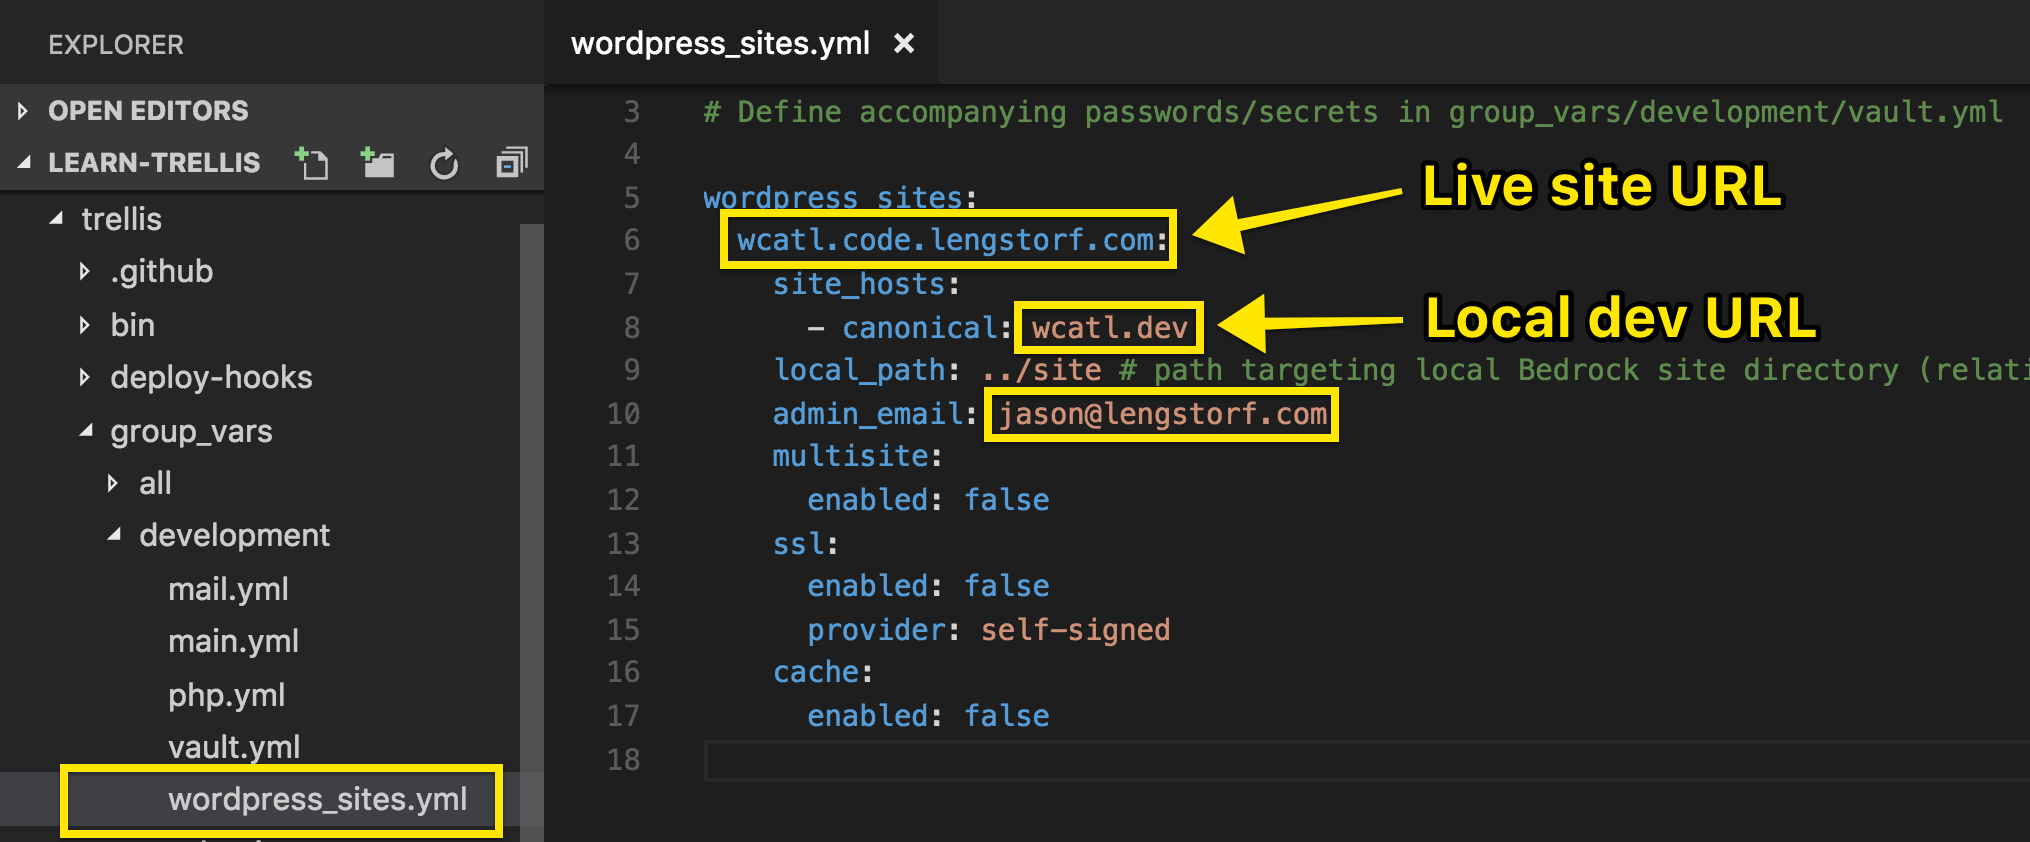 EXPLORER
OPEN EDITORS
LEARN-TRELLIS
trellis
.github
bin
deploy-hooks
group_vars
all
development
mail.yml
main.yml
php.yml
vault.yml
wordpress_sites.yml
wordpress_sites.yml ×
3 # Define accompanying passwords/secrets in group_vars/development/vault.yml
4
5 wordpress_sites:
6 wcatl.code.lengstorf.com:
Live site URL
7 site_hosts:
8 - canonical: wcatl.dev
Local dev URL
9 local_path: ../site # path targeting local Bedrock site directory (relati
10 admin_email: jason@lengstorf.com
11 multisite:
12 enabled: false
13 ssl:
14 enabled: false
15 provider: self-signed
16 cache:
17 enabled: false
18